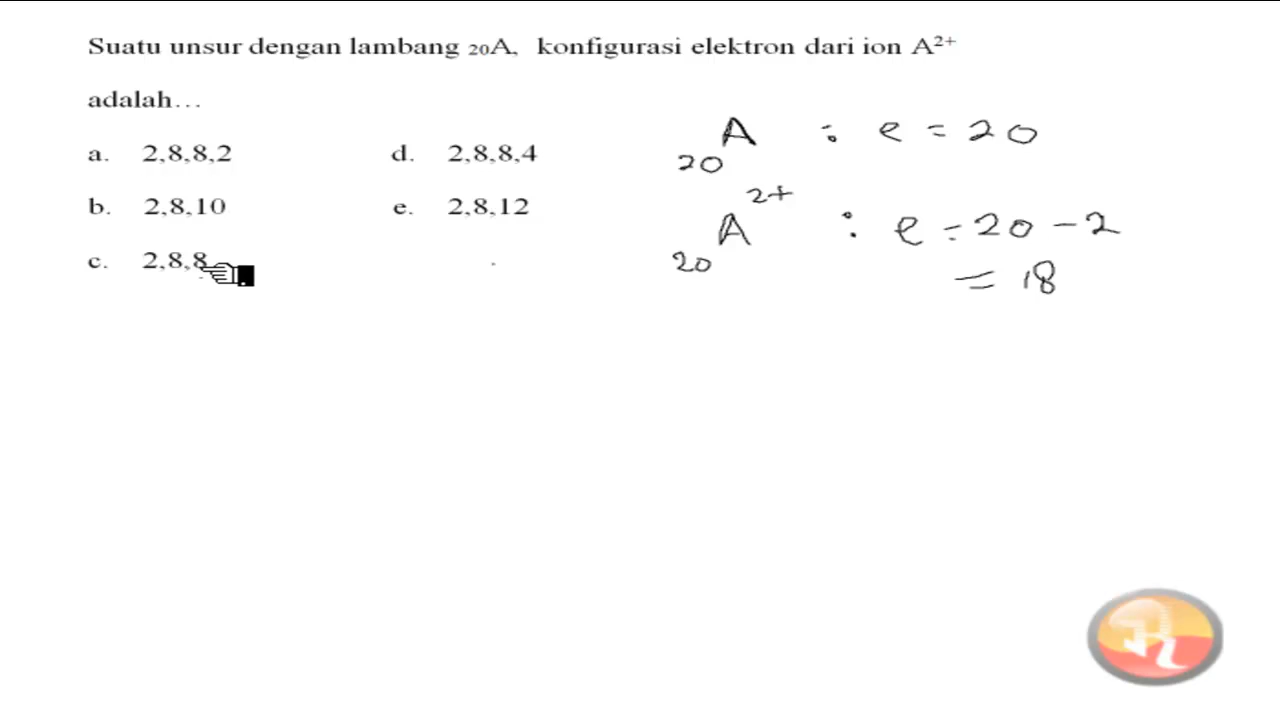 Suatu unsur dengan lambang ₂₀A, konfigurasi elektron dari ion A²⁺
adalah...
a. 2,8,8,2
b. 2,8,10
c. 2,8,8
d. 2,8,8,4
e. 2,8,12
₂₀A : e = 20
₂₀A²⁺ : e = 20 - 2
= 18